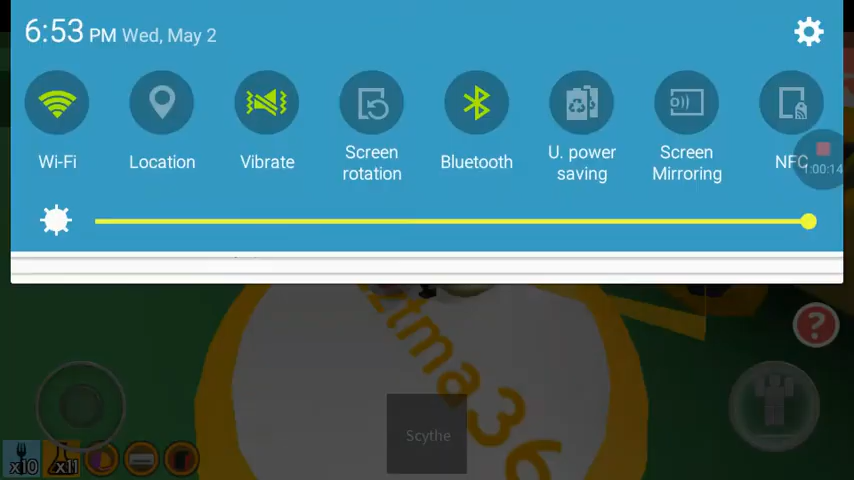 6:53 PM Wed, May 2
Wi-Fi
Location
Vibrate
Screen
rotation
Bluetooth
U. power
saving
Screen
Mirroring
NFC
1:00:14
?
ztma36
Scythe
x10
x11